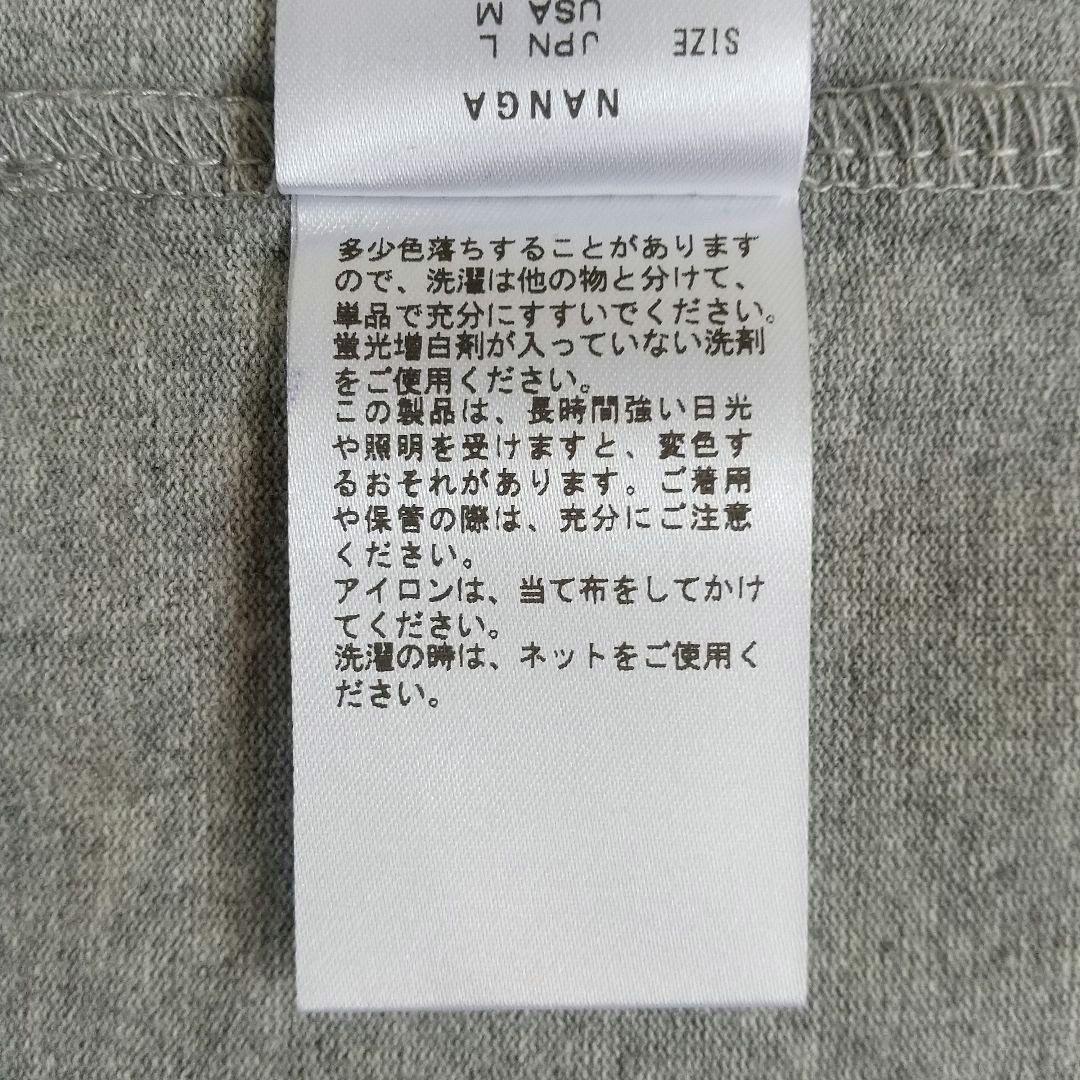 NANGA
SIZE JPN L
USA M
多少色落ちすることがあります
ので、洗濯は他の物と分けて、
単品で充分にすすいでください。
蛍光増白剤が入っていない洗剤
をご使用ください。
この製品は、長時間強い日光
や照明を受けますと、変色す
るおそれがあります。ご着用
や保管の際は、充分にご注意
ください。
アイロンは、当て布をしてかけ
てください。
洗濯の時は、ネットをご使用く
ださい。